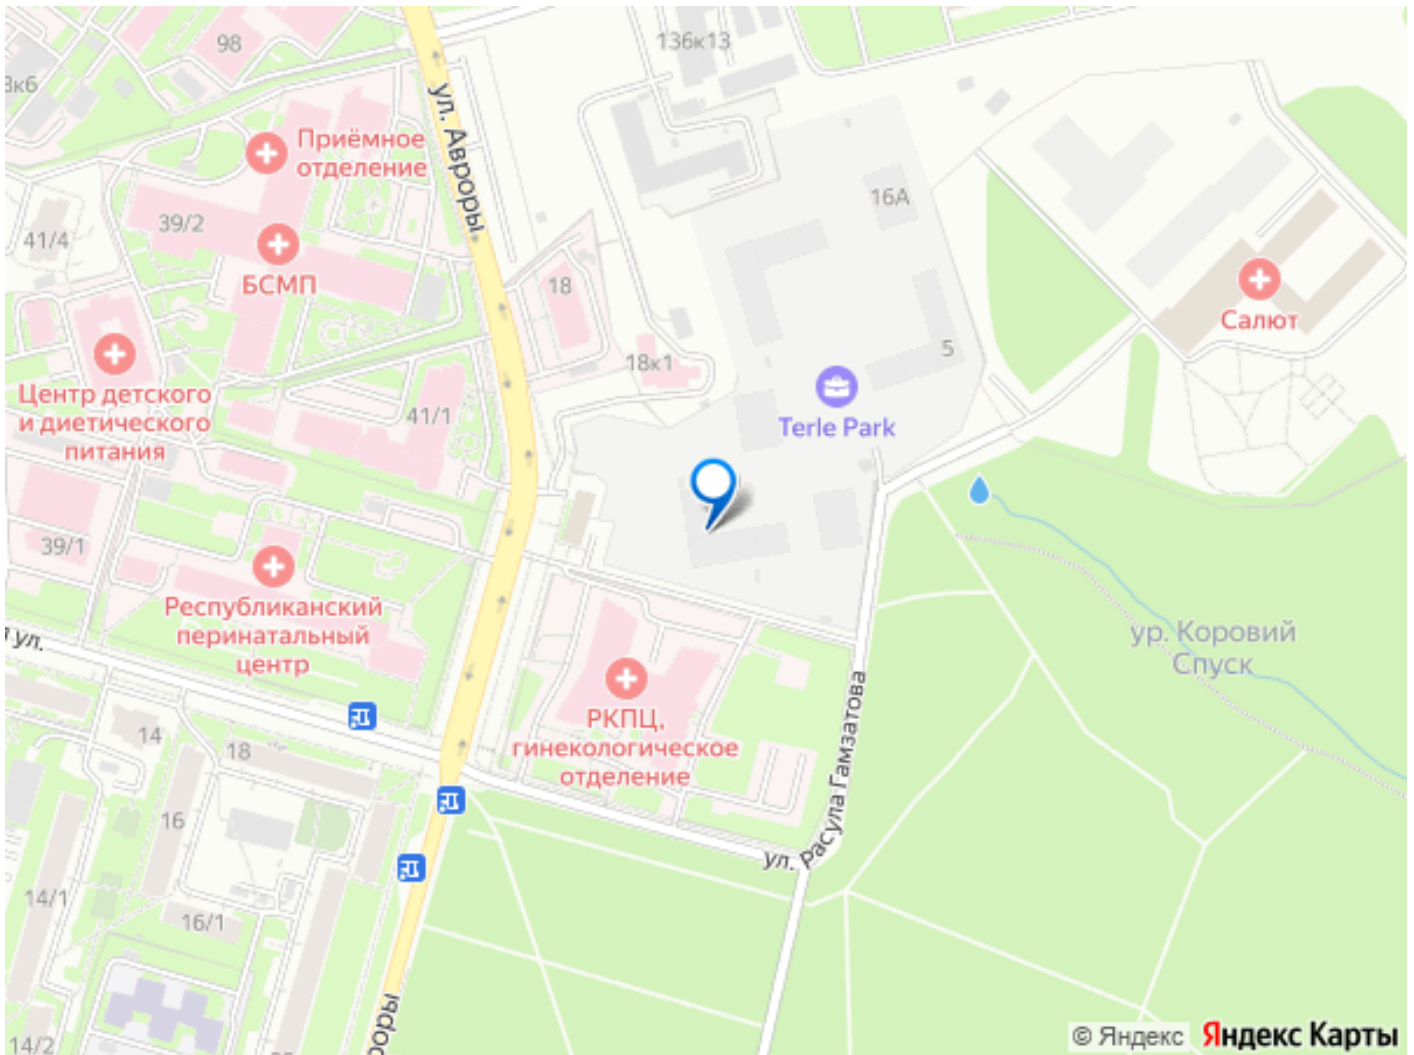 98
136к13
3к6
ул. Авроры
Приёмное
отделение
16А
39/2
41/4
БСМП
18
Салют
5
18к1
Центр детского
и диетического
питания
41/1
Terle Park
39/1
Республиканский
перинатальный
центр
ул.
ур. Коровий
Спуск
РКПЦ,
гинекологическое
отделение
14
18
16
ул. Расула Гамзатова
14/1
16/1
14/2
роры
© Яндекс Яндекс Карты